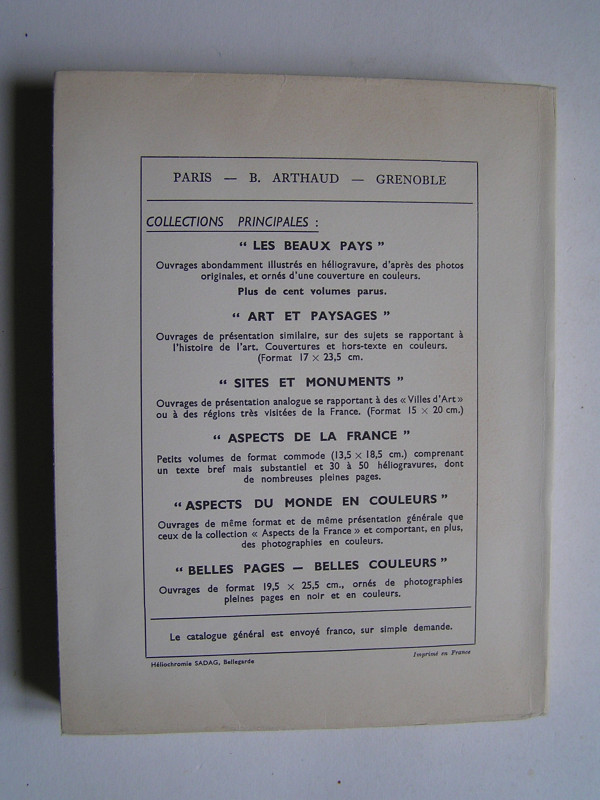 PARIS — B. ARTHAUD — GRENOBLE
COLLECTIONS PRINCIPALES :
“ LES BEAUX PAYS ”
Ouvrages abondamment illustrés en héliogravure, d'après des photos
originales, et ornés d'une couverture en couleurs.
Plus de cent volumes parus.
“ ART ET PAYSAGES ”
Ouvrages de présentation similaire, sur des sujets se rapportant à
l'histoire de l'art. Couvertures et hors-texte en couleurs.
(Format 17 × 23,5 cm.
“ SITES ET MONUMENTS ”
Ouvrages de présentation analogue se rapportant à des « Villes d'Art »
ou à des régions très visitées de la France. (Format 15 × 20 cm.)
“ ASPECTS DE LA FRANCE ”
Petits volumes de format commode (13,5 × 18,5 cm.) comprenant
un texte bref mais substantiel et 30 à 50 héliogravures, dont
de nombreuses pleines pages.
“ ASPECTS DU MONDE EN COULEURS ”
Ouvrages de même format et de même présentation générale que
ceux de la collection « Aspects de la France » et comportant, en plus,
des photographies en couleurs.
“ BELLES PAGES — BELLES COULEURS ”
Ouvrages de format 19,5 × 25,5 cm., ornés de photographies
pleines pages en noir et en couleurs.
Le catalogue général est envoyé franco, sur simple demande.
Héliochromie SADAG, Bellegarde
Imprimé en France